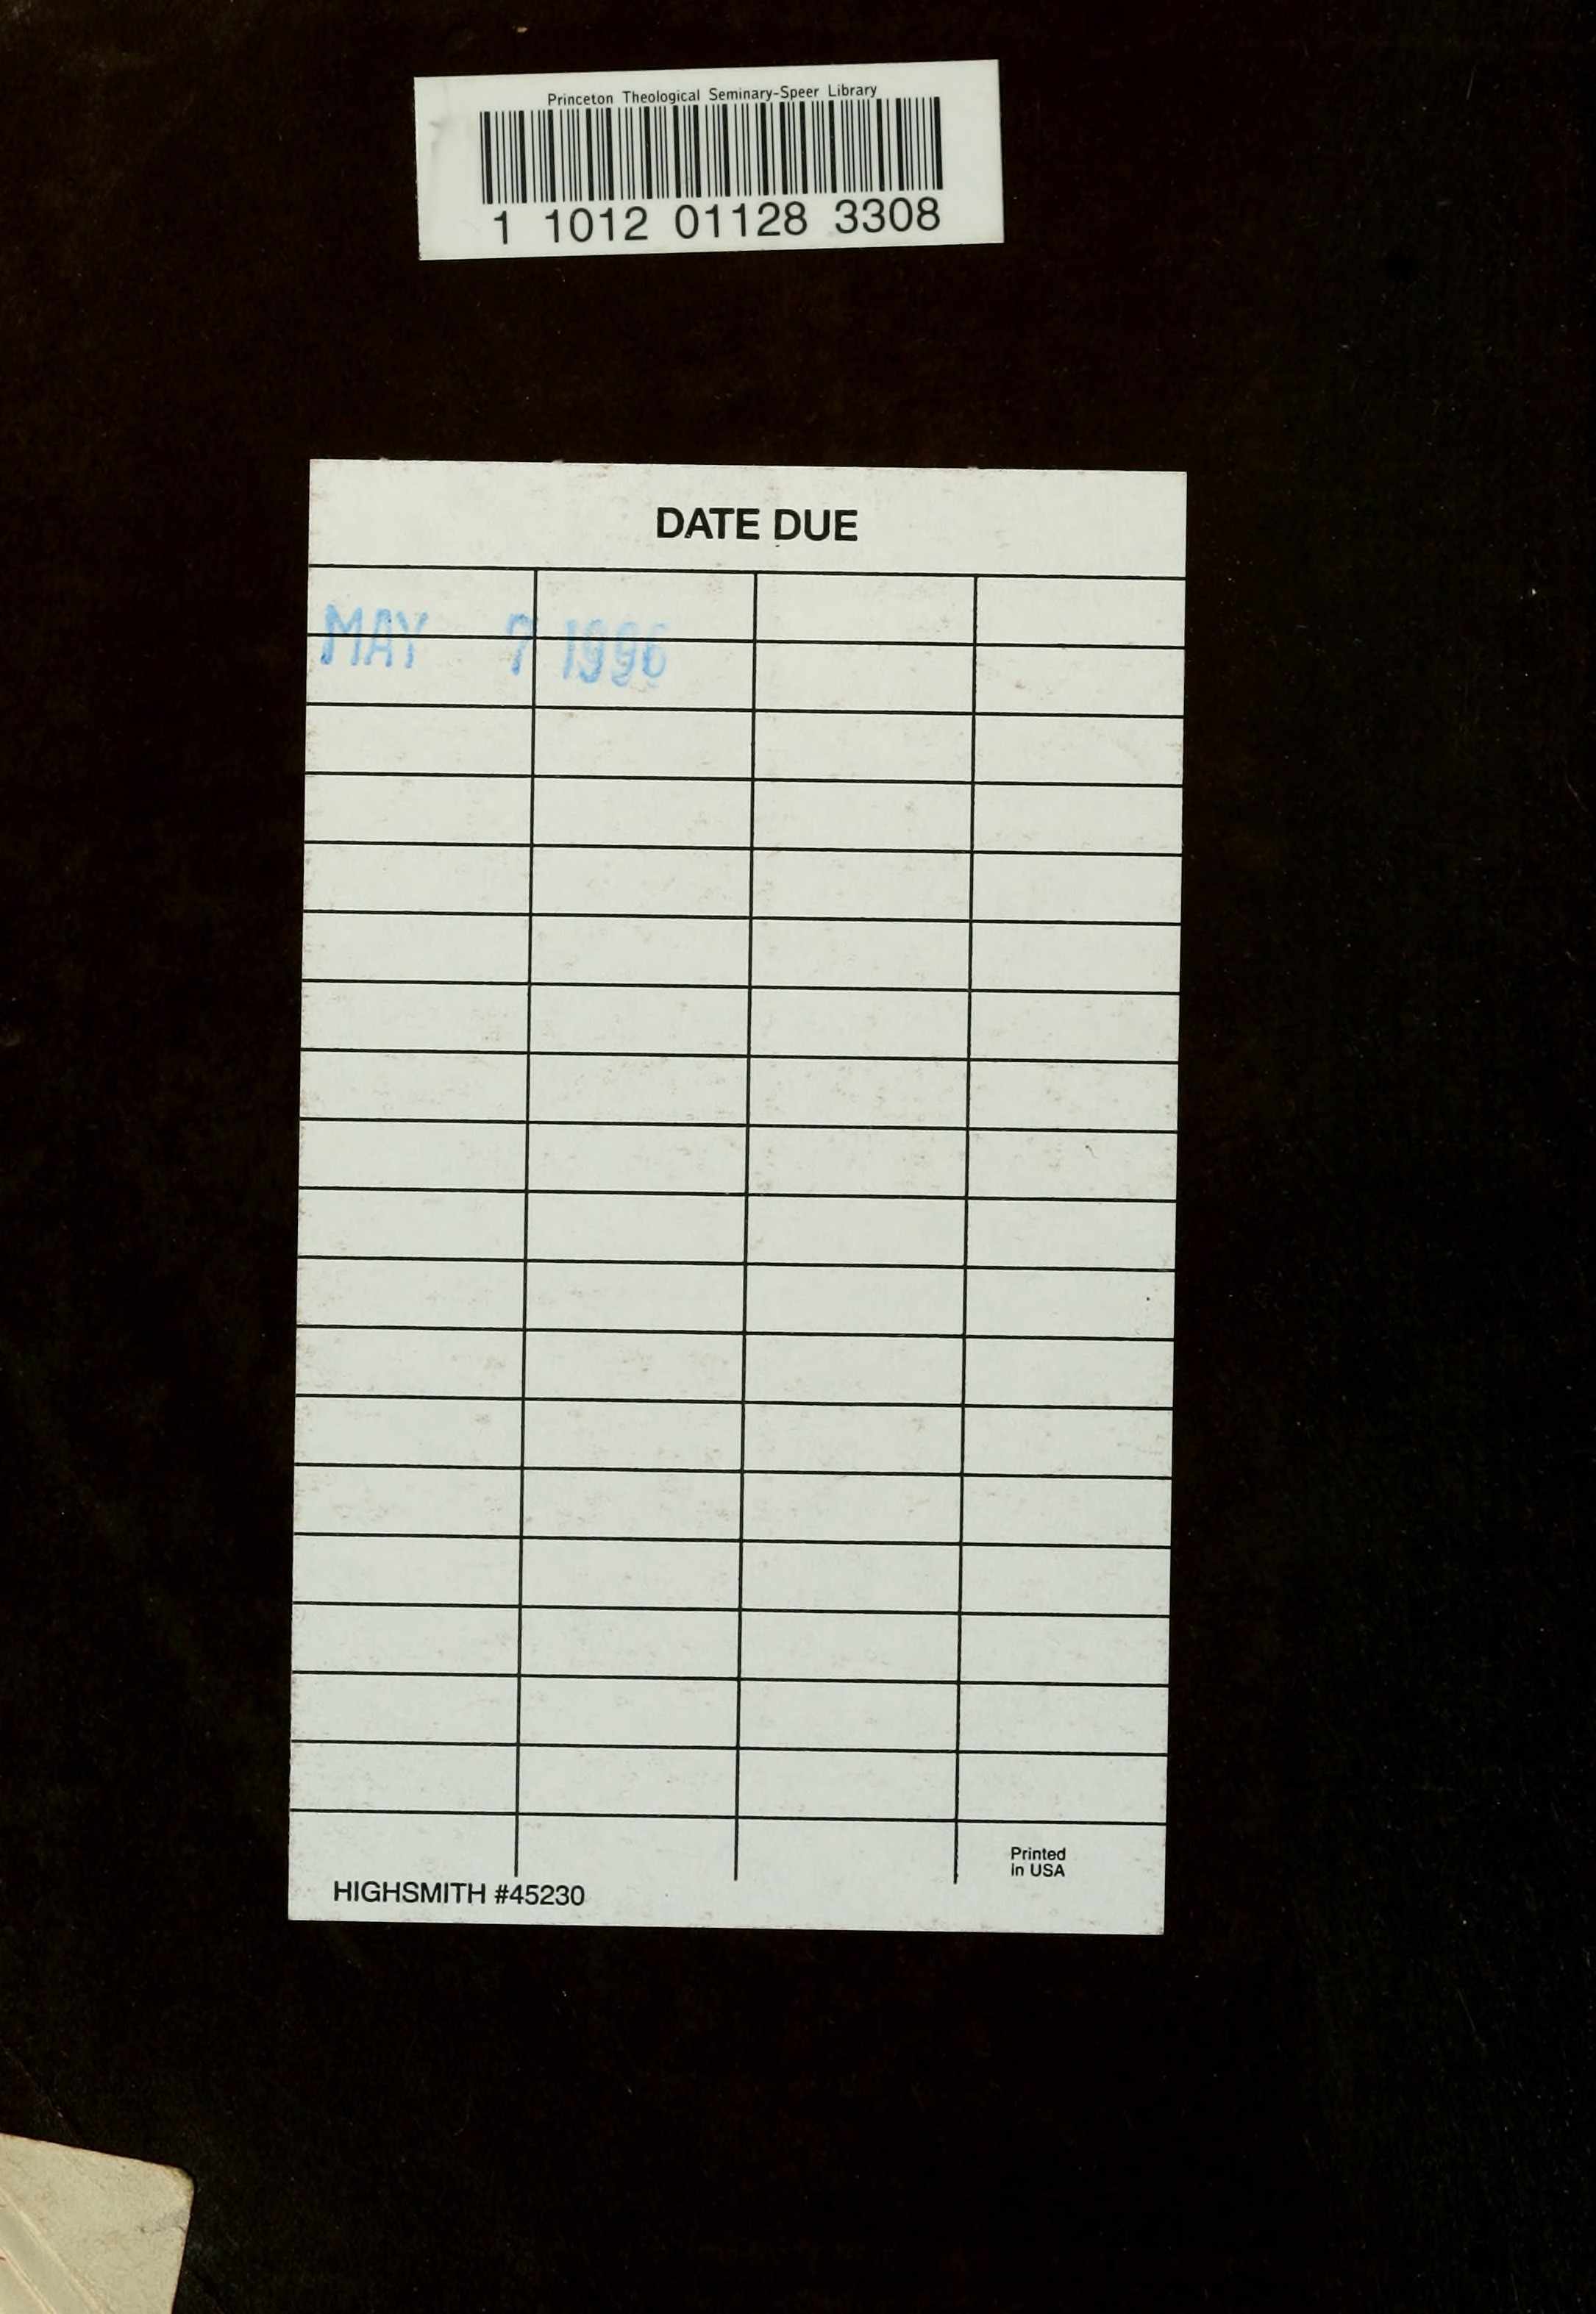 Princeton Theological Seminary-Speer Library
1 1012 01128 3308
DATE DUE
MAY 7 1996
Printed
in USA
HIGHSMITH #45230